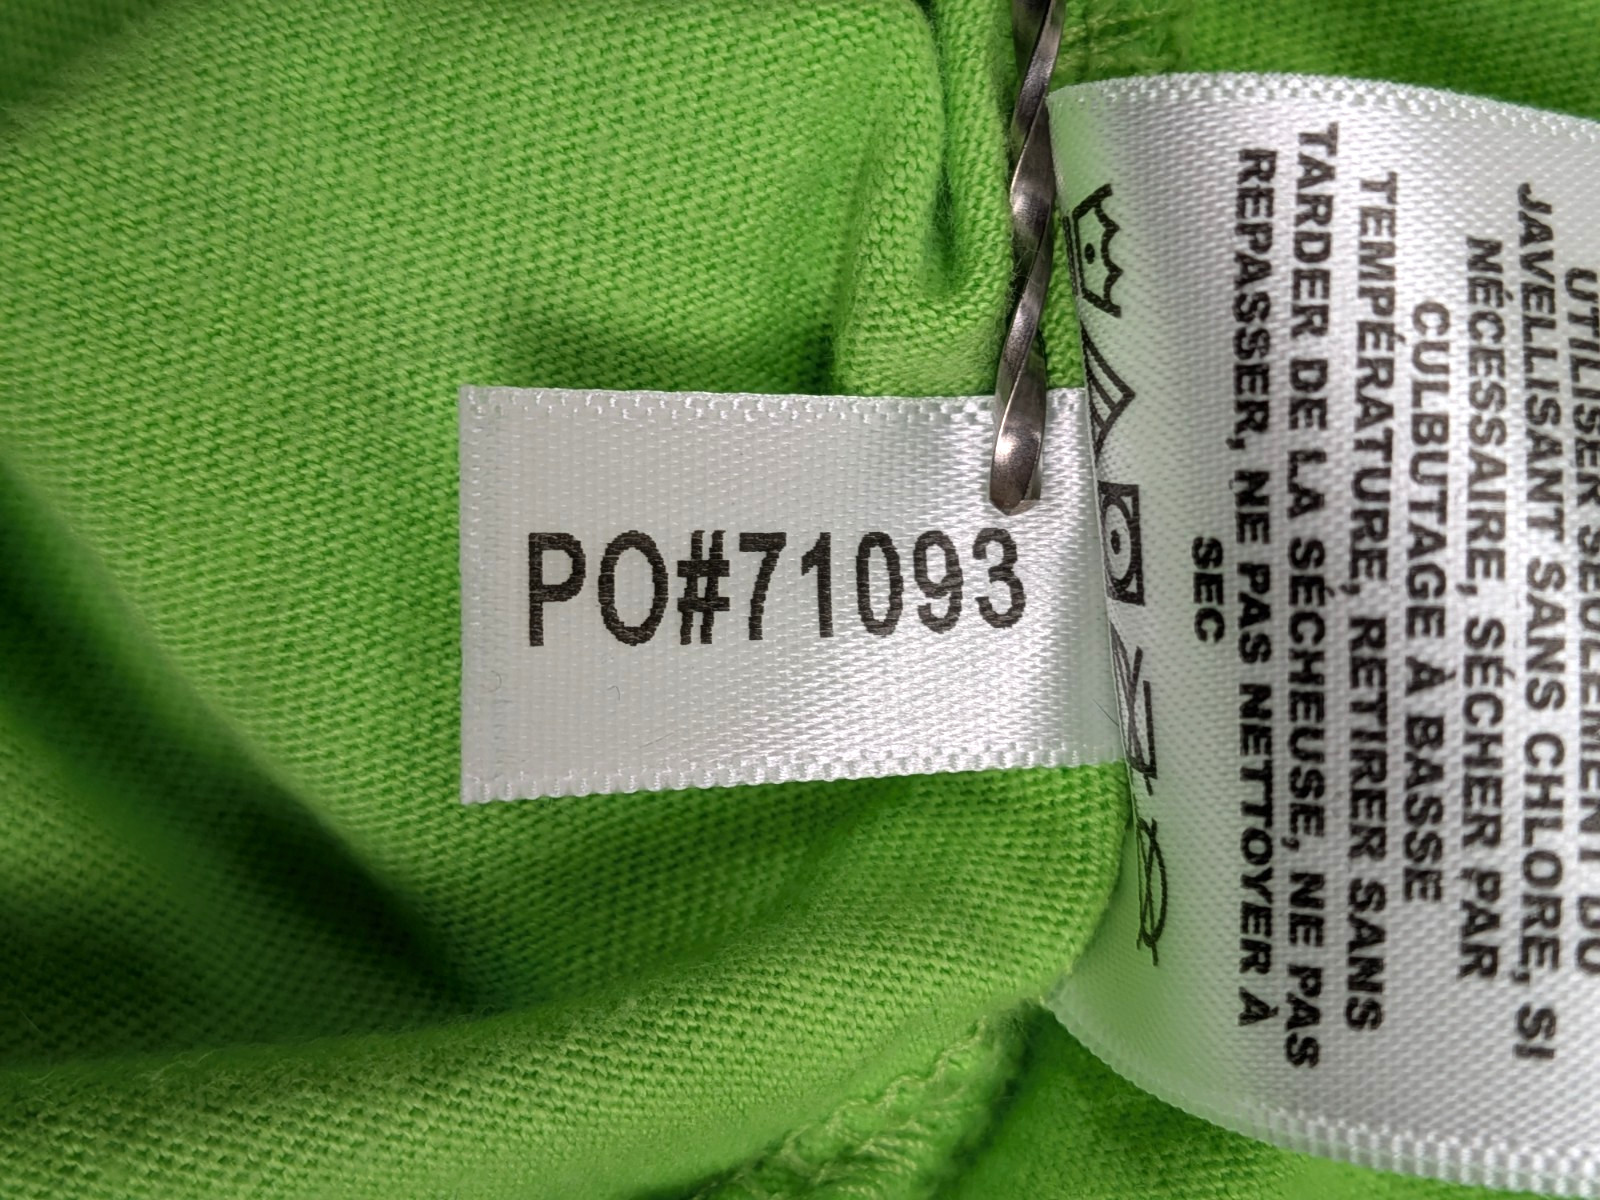 PO#71093
UTILISER SEULEMENT DU
JAVELLISANT SANS CHLORE, SI
NÉCESSAIRE, SÉCHER PAR
CULBUTAGE À BASSE
TEMPÉRATURE, RETIRER SANS
TARDER DE LA SÉCHEUSE, NE PAS
REPASSER, NE PAS NETTOYER À
SEC